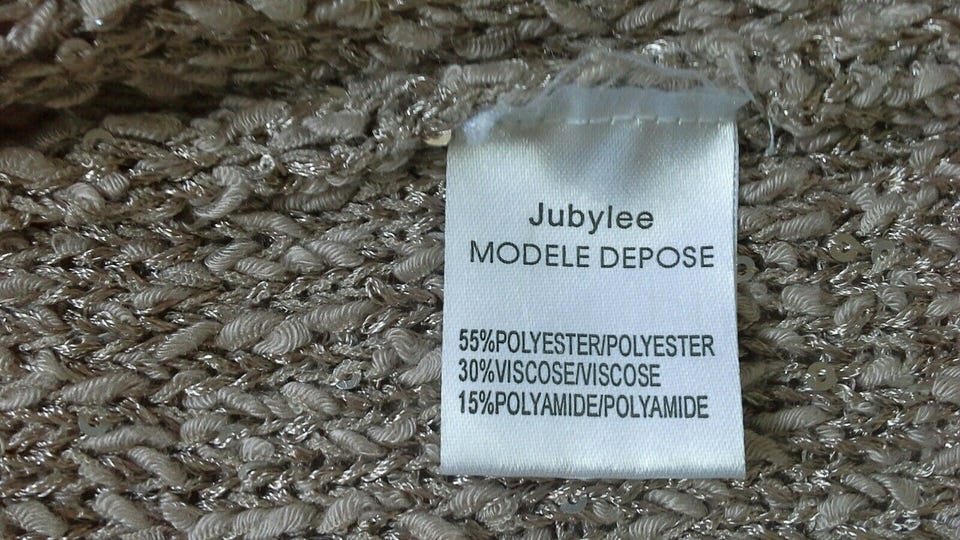 Jubylee
MODELE DEPOSE
55%POLYESTER/POLYESTER
30%VISCOSE/VISCOSE
15%POLYAMIDE/POLYAMIDE